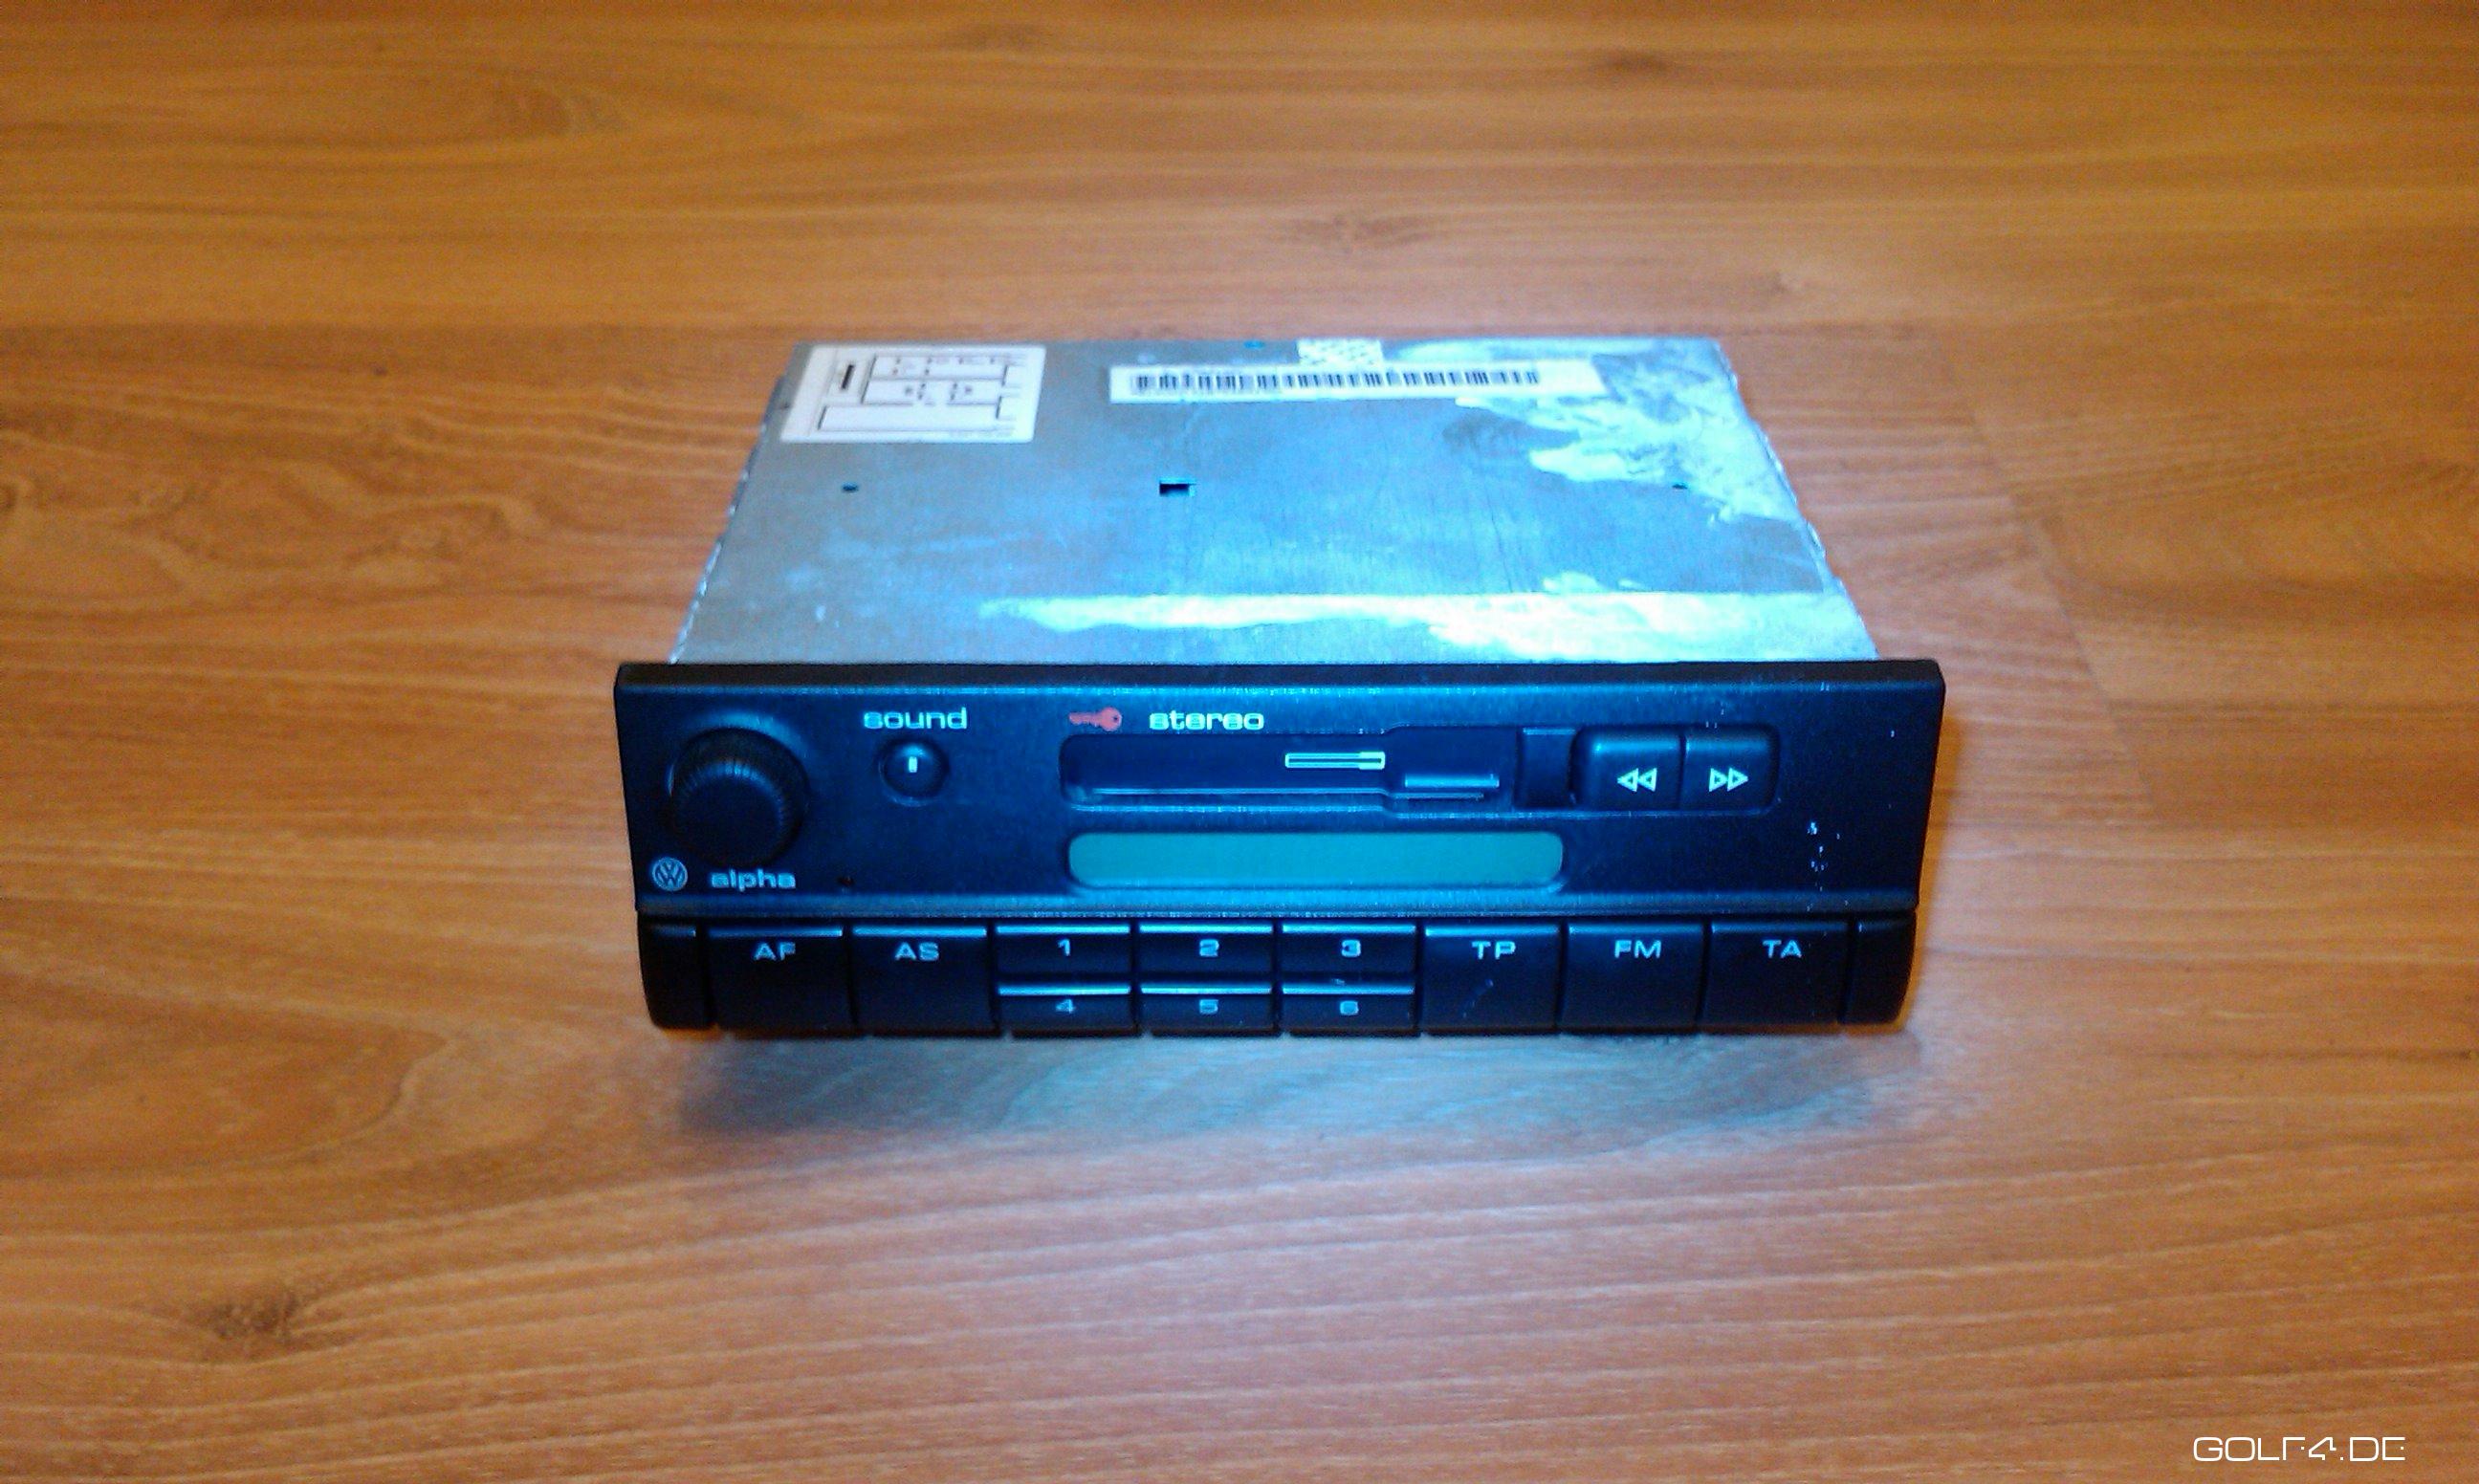 sound
stereo
alpha
AF AS 1 2 3 TP FM TA
4 5 6
GOLF4.DE